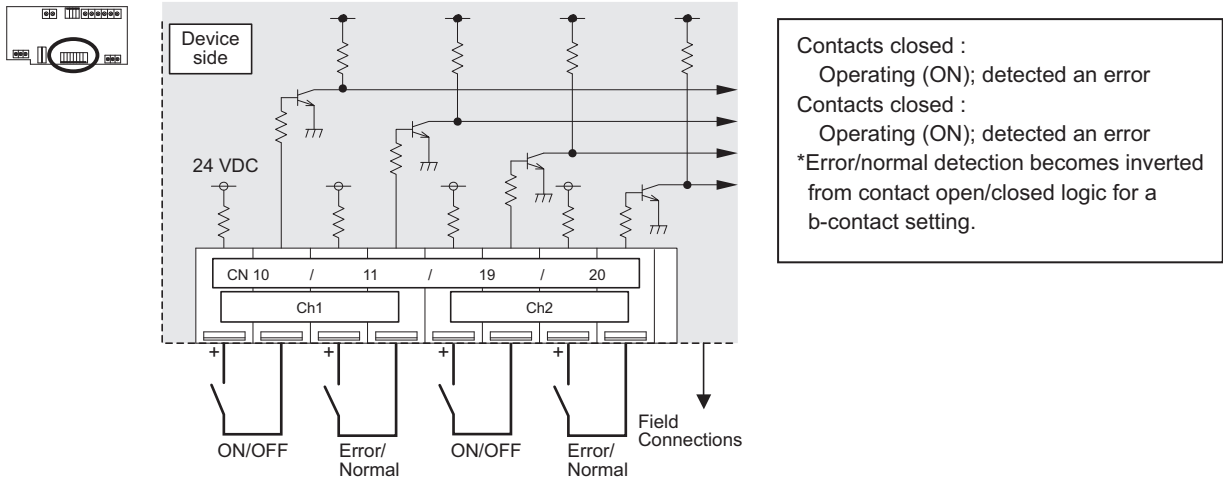 Device
side
24 VDC
CN 10 / 11 / 19 / 20
Ch1 Ch2
+ + + +
ON/OFF
Error/
Normal
ON/OFF
Error/
Normal
Field
Connections
Contacts closed :
Operating (ON); detected an error
Contacts closed :
Operating (ON); detected an error
*Error/normal detection becomes inverted
from contact open/closed logic for a
b-contact setting.